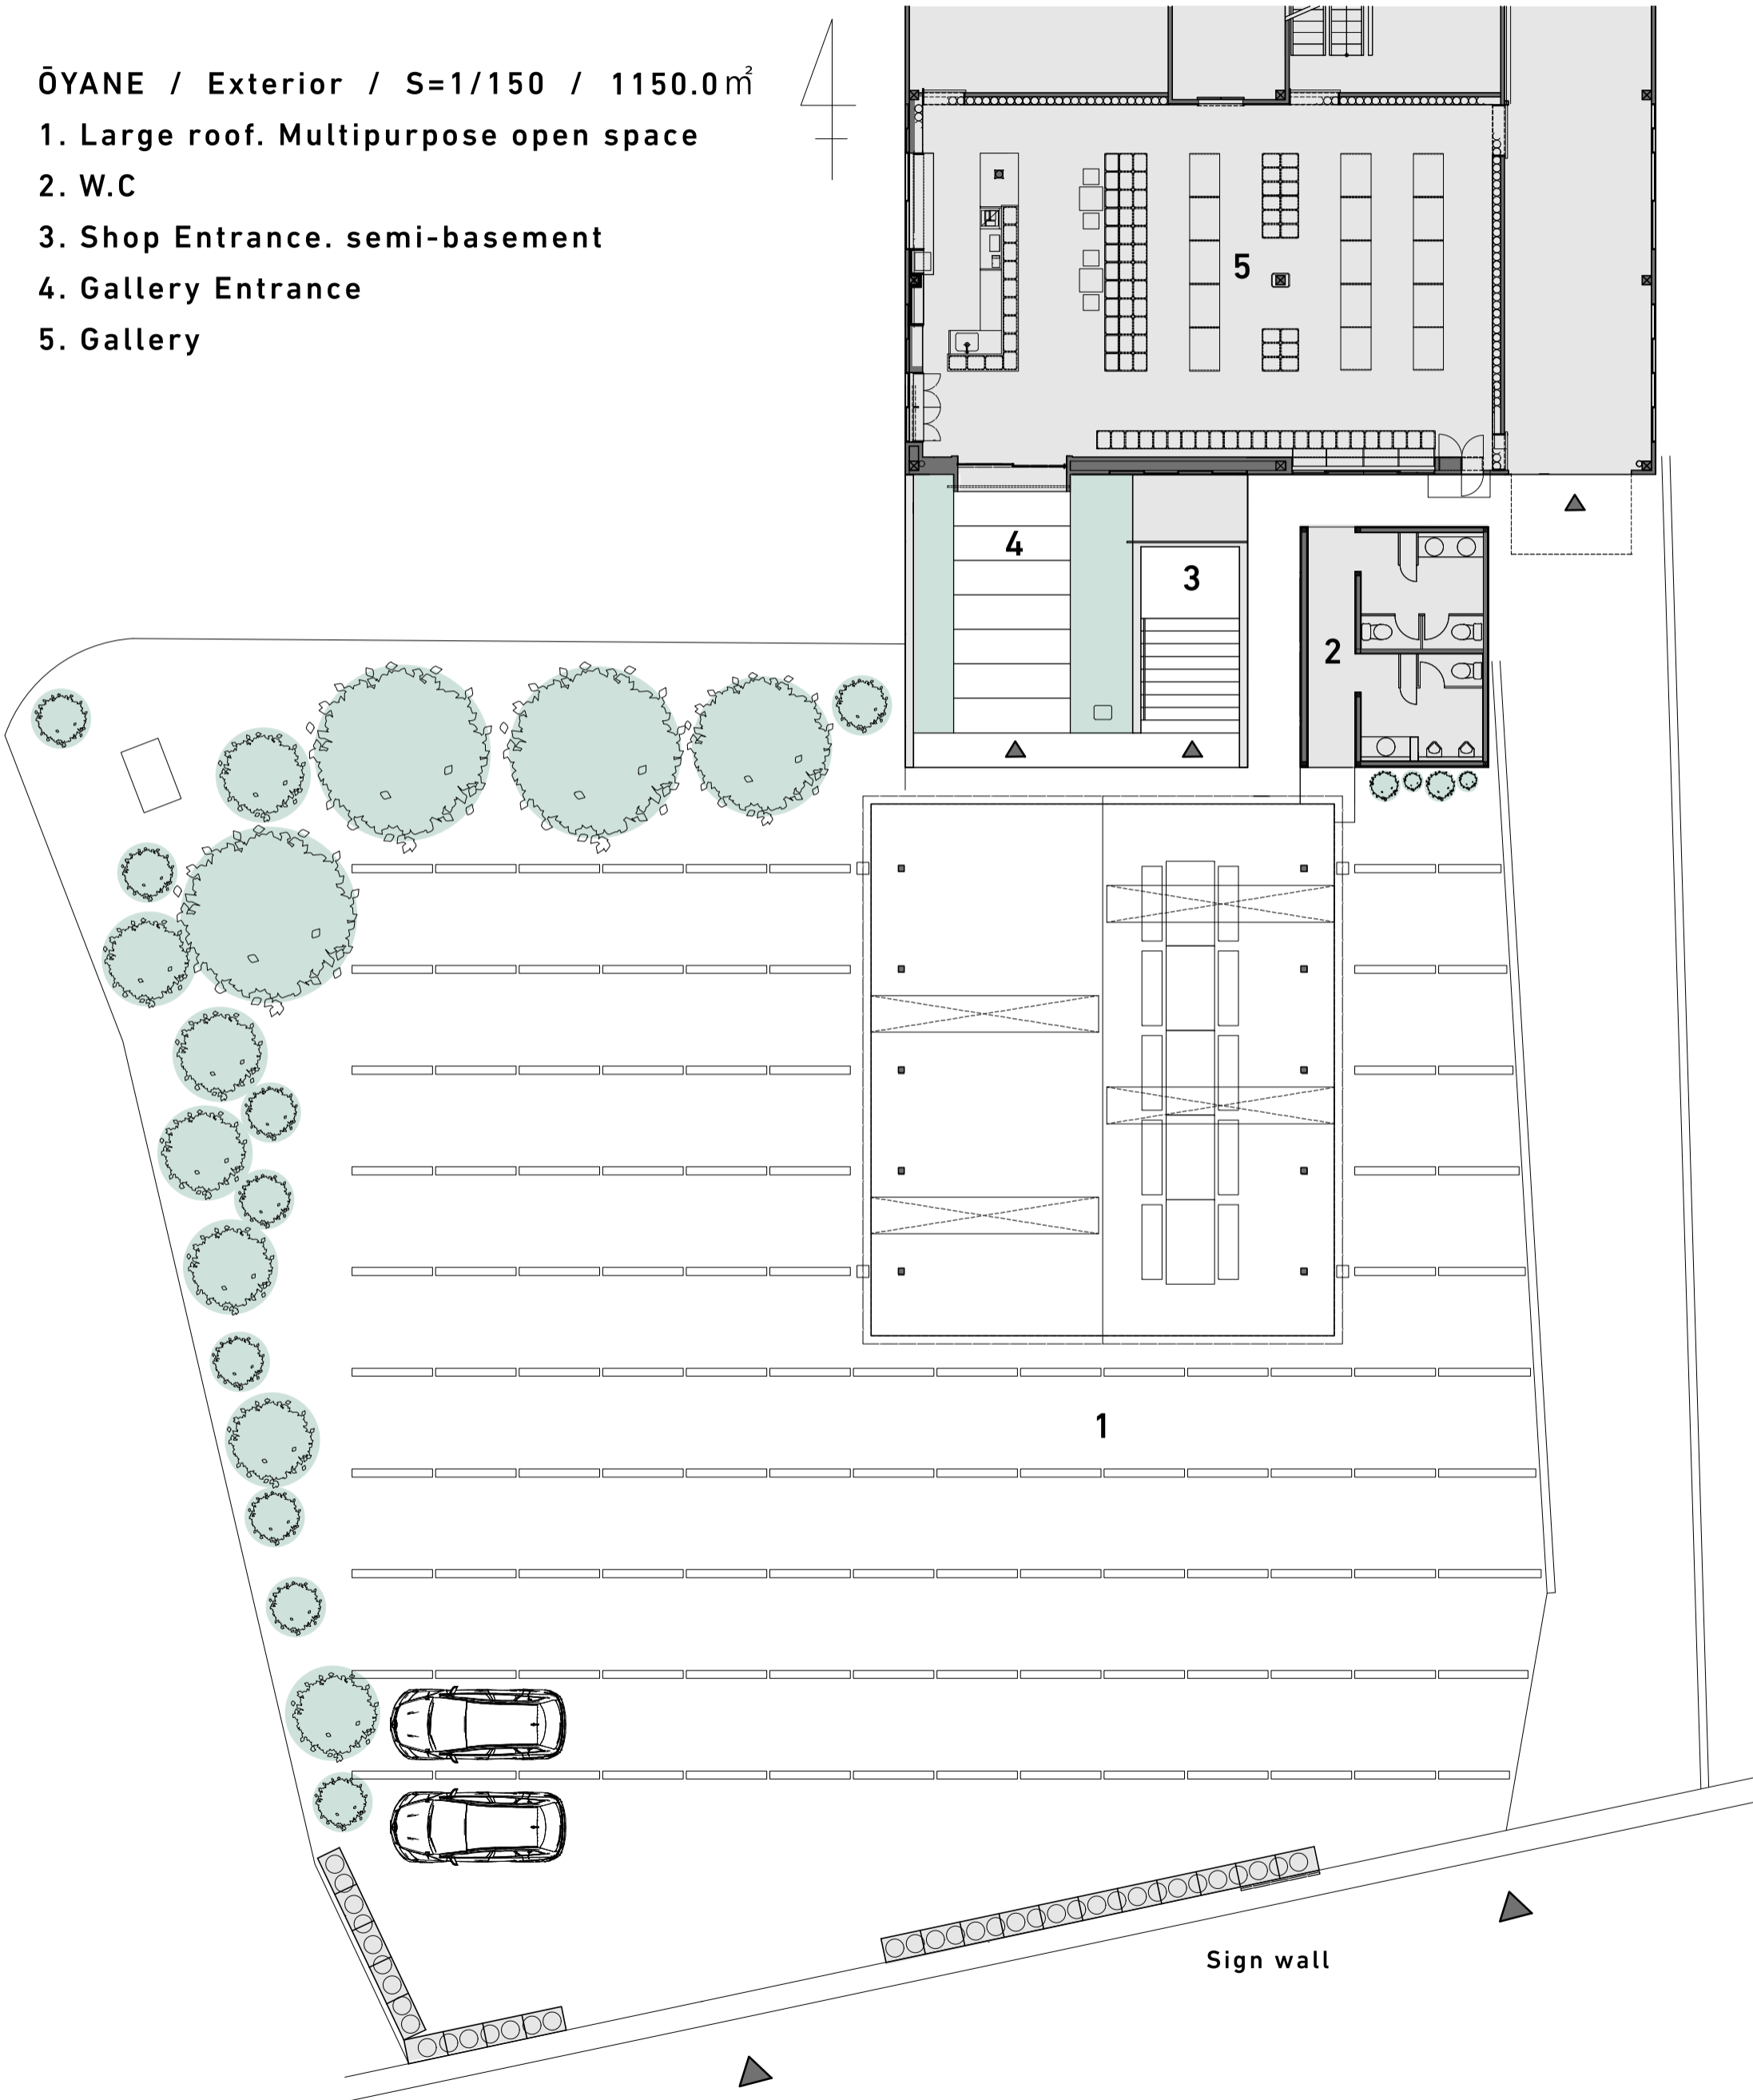 ŌYANE / Exterior / S=1/150 / 1150.0㎡
1. Large roof. Multipurpose open space
2. W.C
3. Shop Entrance. semi-basement
4. Gallery Entrance
5. Gallery
5
4
3
2
1
Sign wall